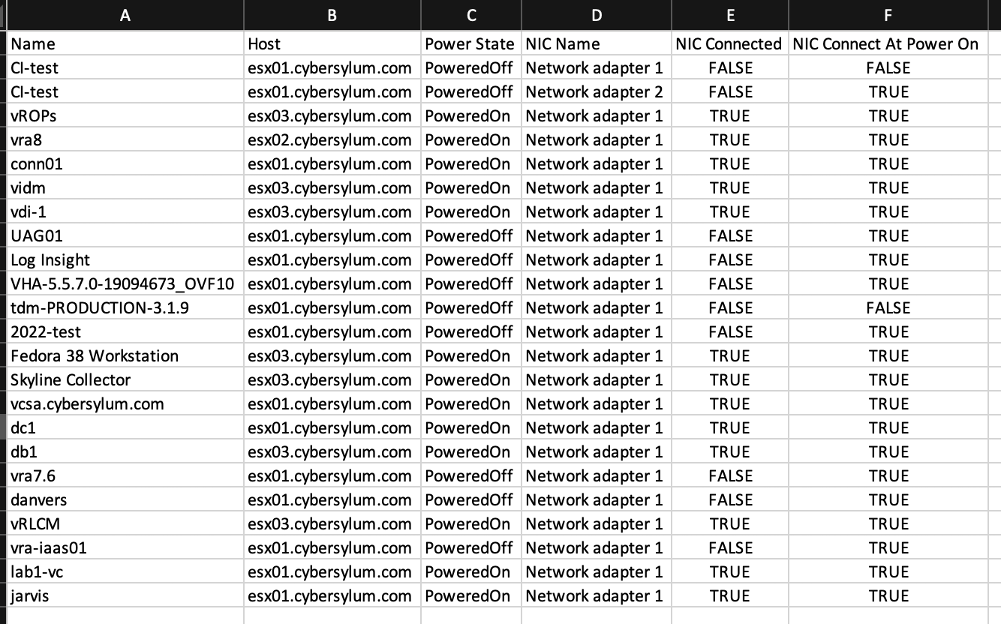 A B C D E F
Name Host Power State NIC Name NIC Connected NIC Connect At Power On
CI-test esx01.cybersylum.com PoweredOff Network adapter 1 FALSE FALSE
CI-test esx01.cybersylum.com PoweredOff Network adapter 2 FALSE TRUE
vROPs esx03.cybersylum.com PoweredOn Network adapter 1 TRUE TRUE
vra8 esx02.cybersylum.com PoweredOn Network adapter 1 TRUE TRUE
conn01 esx01.cybersylum.com PoweredOn Network adapter 1 TRUE TRUE
vidm esx03.cybersylum.com PoweredOn Network adapter 1 TRUE TRUE
vdi-1 esx03.cybersylum.com PoweredOn Network adapter 1 TRUE TRUE
UAG01 esx01.cybersylum.com PoweredOff Network adapter 1 FALSE TRUE
Log Insight esx01.cybersylum.com PoweredOff Network adapter 1 FALSE TRUE
VHA-5.5.7.0-19094673_OVF10 esx01.cybersylum.com PoweredOff Network adapter 1 FALSE TRUE
tdm-PRODUCTION-3.1.9 esx01.cybersylum.com PoweredOff Network adapter 1 FALSE FALSE
2022-test esx01.cybersylum.com PoweredOff Network adapter 1 FALSE TRUE
Fedora 38 Workstation esx03.cybersylum.com PoweredOn Network adapter 1 TRUE TRUE
Skyline Collector esx03.cybersylum.com PoweredOn Network adapter 1 TRUE TRUE
vcsa.cybersylum.com esx01.cybersylum.com PoweredOn Network adapter 1 TRUE TRUE
dc1 esx01.cybersylum.com PoweredOn Network adapter 1 TRUE TRUE
db1 esx03.cybersylum.com PoweredOn Network adapter 1 TRUE TRUE
vra7.6 esx01.cybersylum.com PoweredOff Network adapter 1 FALSE TRUE
danvers esx01.cybersylum.com PoweredOff Network adapter 1 FALSE TRUE
vRLCM esx03.cybersylum.com PoweredOn Network adapter 1 TRUE TRUE
vra-iaas01 esx01.cybersylum.com PoweredOff Network adapter 1 FALSE TRUE
lab1-vc esx01.cybersylum.com PoweredOn Network adapter 1 TRUE TRUE
jarvis esx01.cybersylum.com PoweredOn Network adapter 1 TRUE TRUE